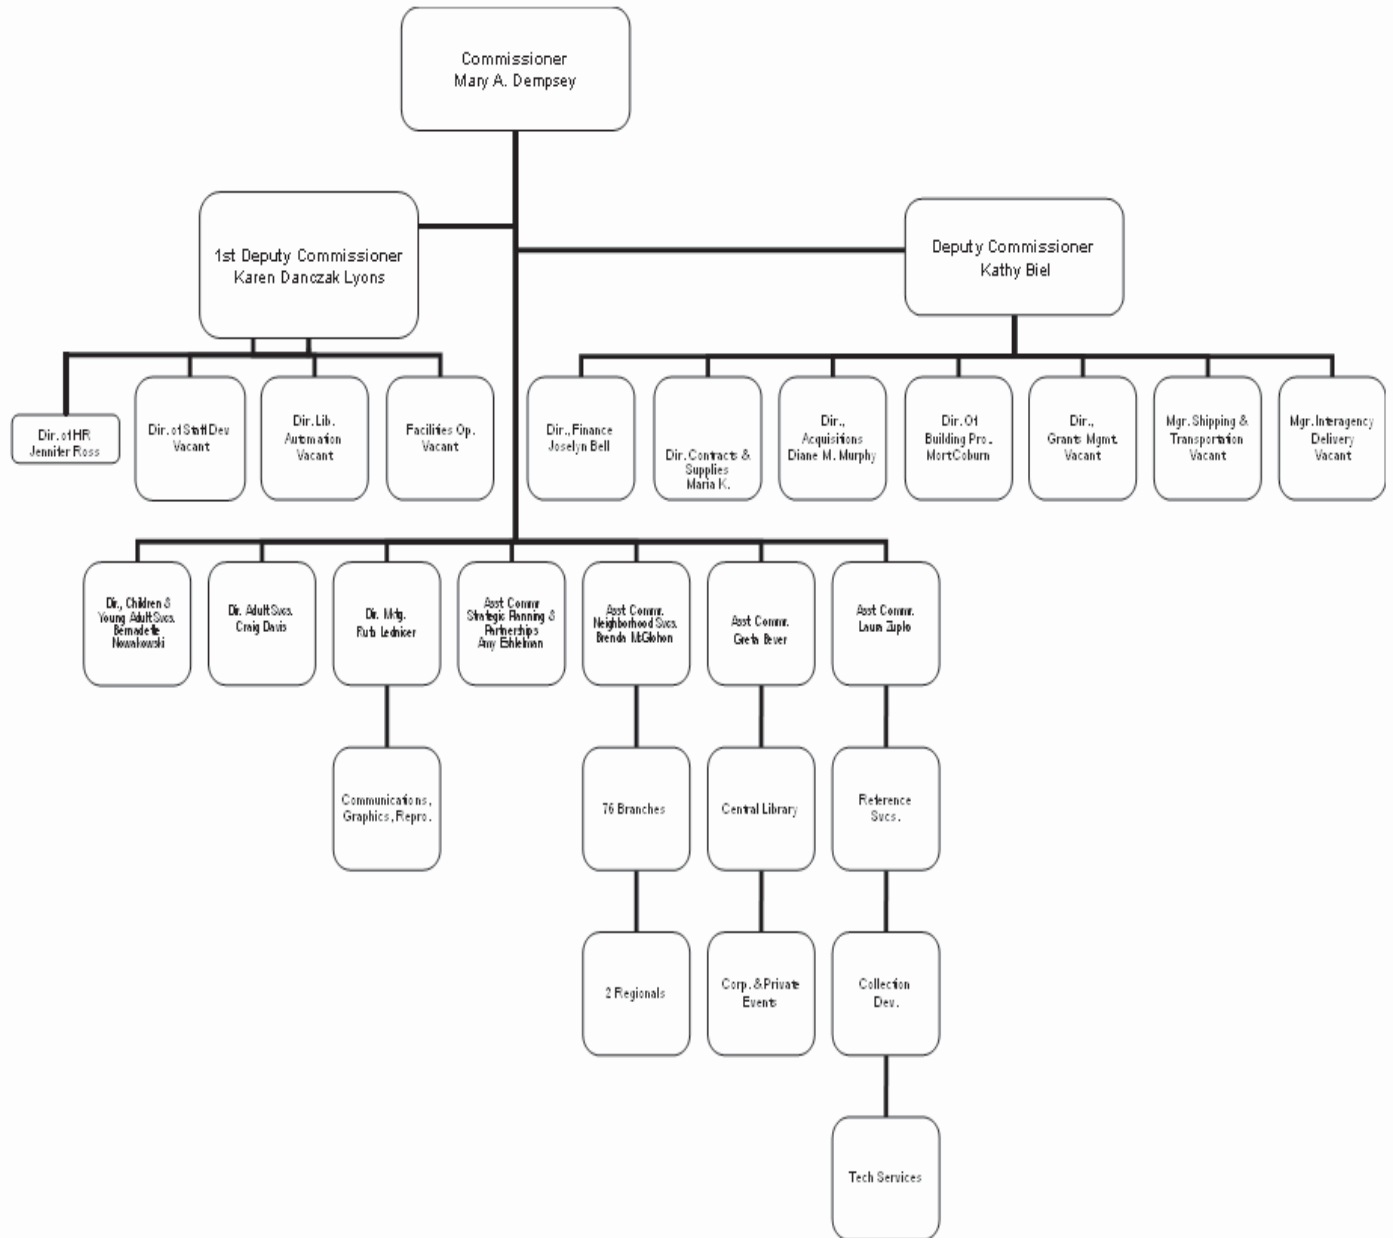 Commissioner
Mary A. Dempsey
1st Deputy Commissioner
Karen Danczak Lyons
Deputy Commissioner
Kathy Biel
Dir. of HR
Jennifer Ross
Dir. of Staff Dev.
Vacant
Dir. Lib.
Automation
Vacant
Facilities Op.
Vacant
Dir., Finance
Joselyn Bell
Dir. Contracts &
Supplies
Maria K.
Dir.,
Acquisitions
Diane M. Murphy
Dir. Of
Building Pro.
Mort Coburn
Dir.,
Grants Mgmt.
Vacant
Mgr. Shipping &
Transportation
Vacant
Mgr. Interagency
Delivery
Vacant
Dir., Children &
Young Adult Svcs.
Bernadette
Nowakowski
Dir. Adult Svcs.
Craig Davis
Dir. Mktg.
Ruth Lednicer
Asst Commr
Strategic Planning &
Partnerships
Amy Eshleman
Asst Commr.
Neighborhood Svcs.
Brenda McGlohon
Asst Commr.
Greta Bever
Asst Commr.
Laura Zupko
Communications,
Graphics, Repro.
76 Branches
Central Library
Reference
Svcs.
2 Regionals
Corp. & Private
Events
Collection
Dev.
Tech Services